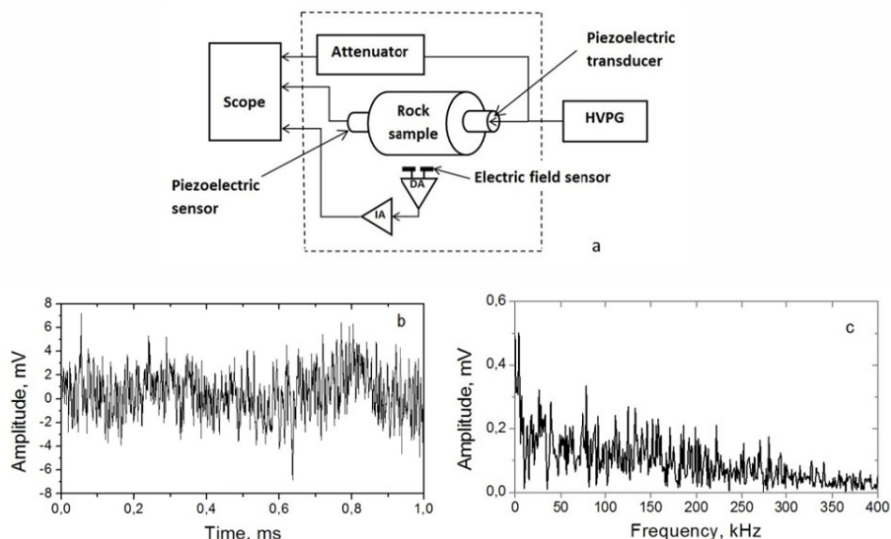 Attenuator
Piezoelectric
transducer
Scope
Rock
sample
HVPG
Piezoelectric
sensor
DA
Electric field sensor
IA
a
8
6
4
2
0
-2
-4
-6
-8
Amplitude, mV
b
0,0 0,2 0,4 0,6 0,8 1,0
Time, ms
0,6
0,4
0,2
0,0
Amplitude, mV
c
0 50 100 150 200 250 300 350 400
Frequency, kHz